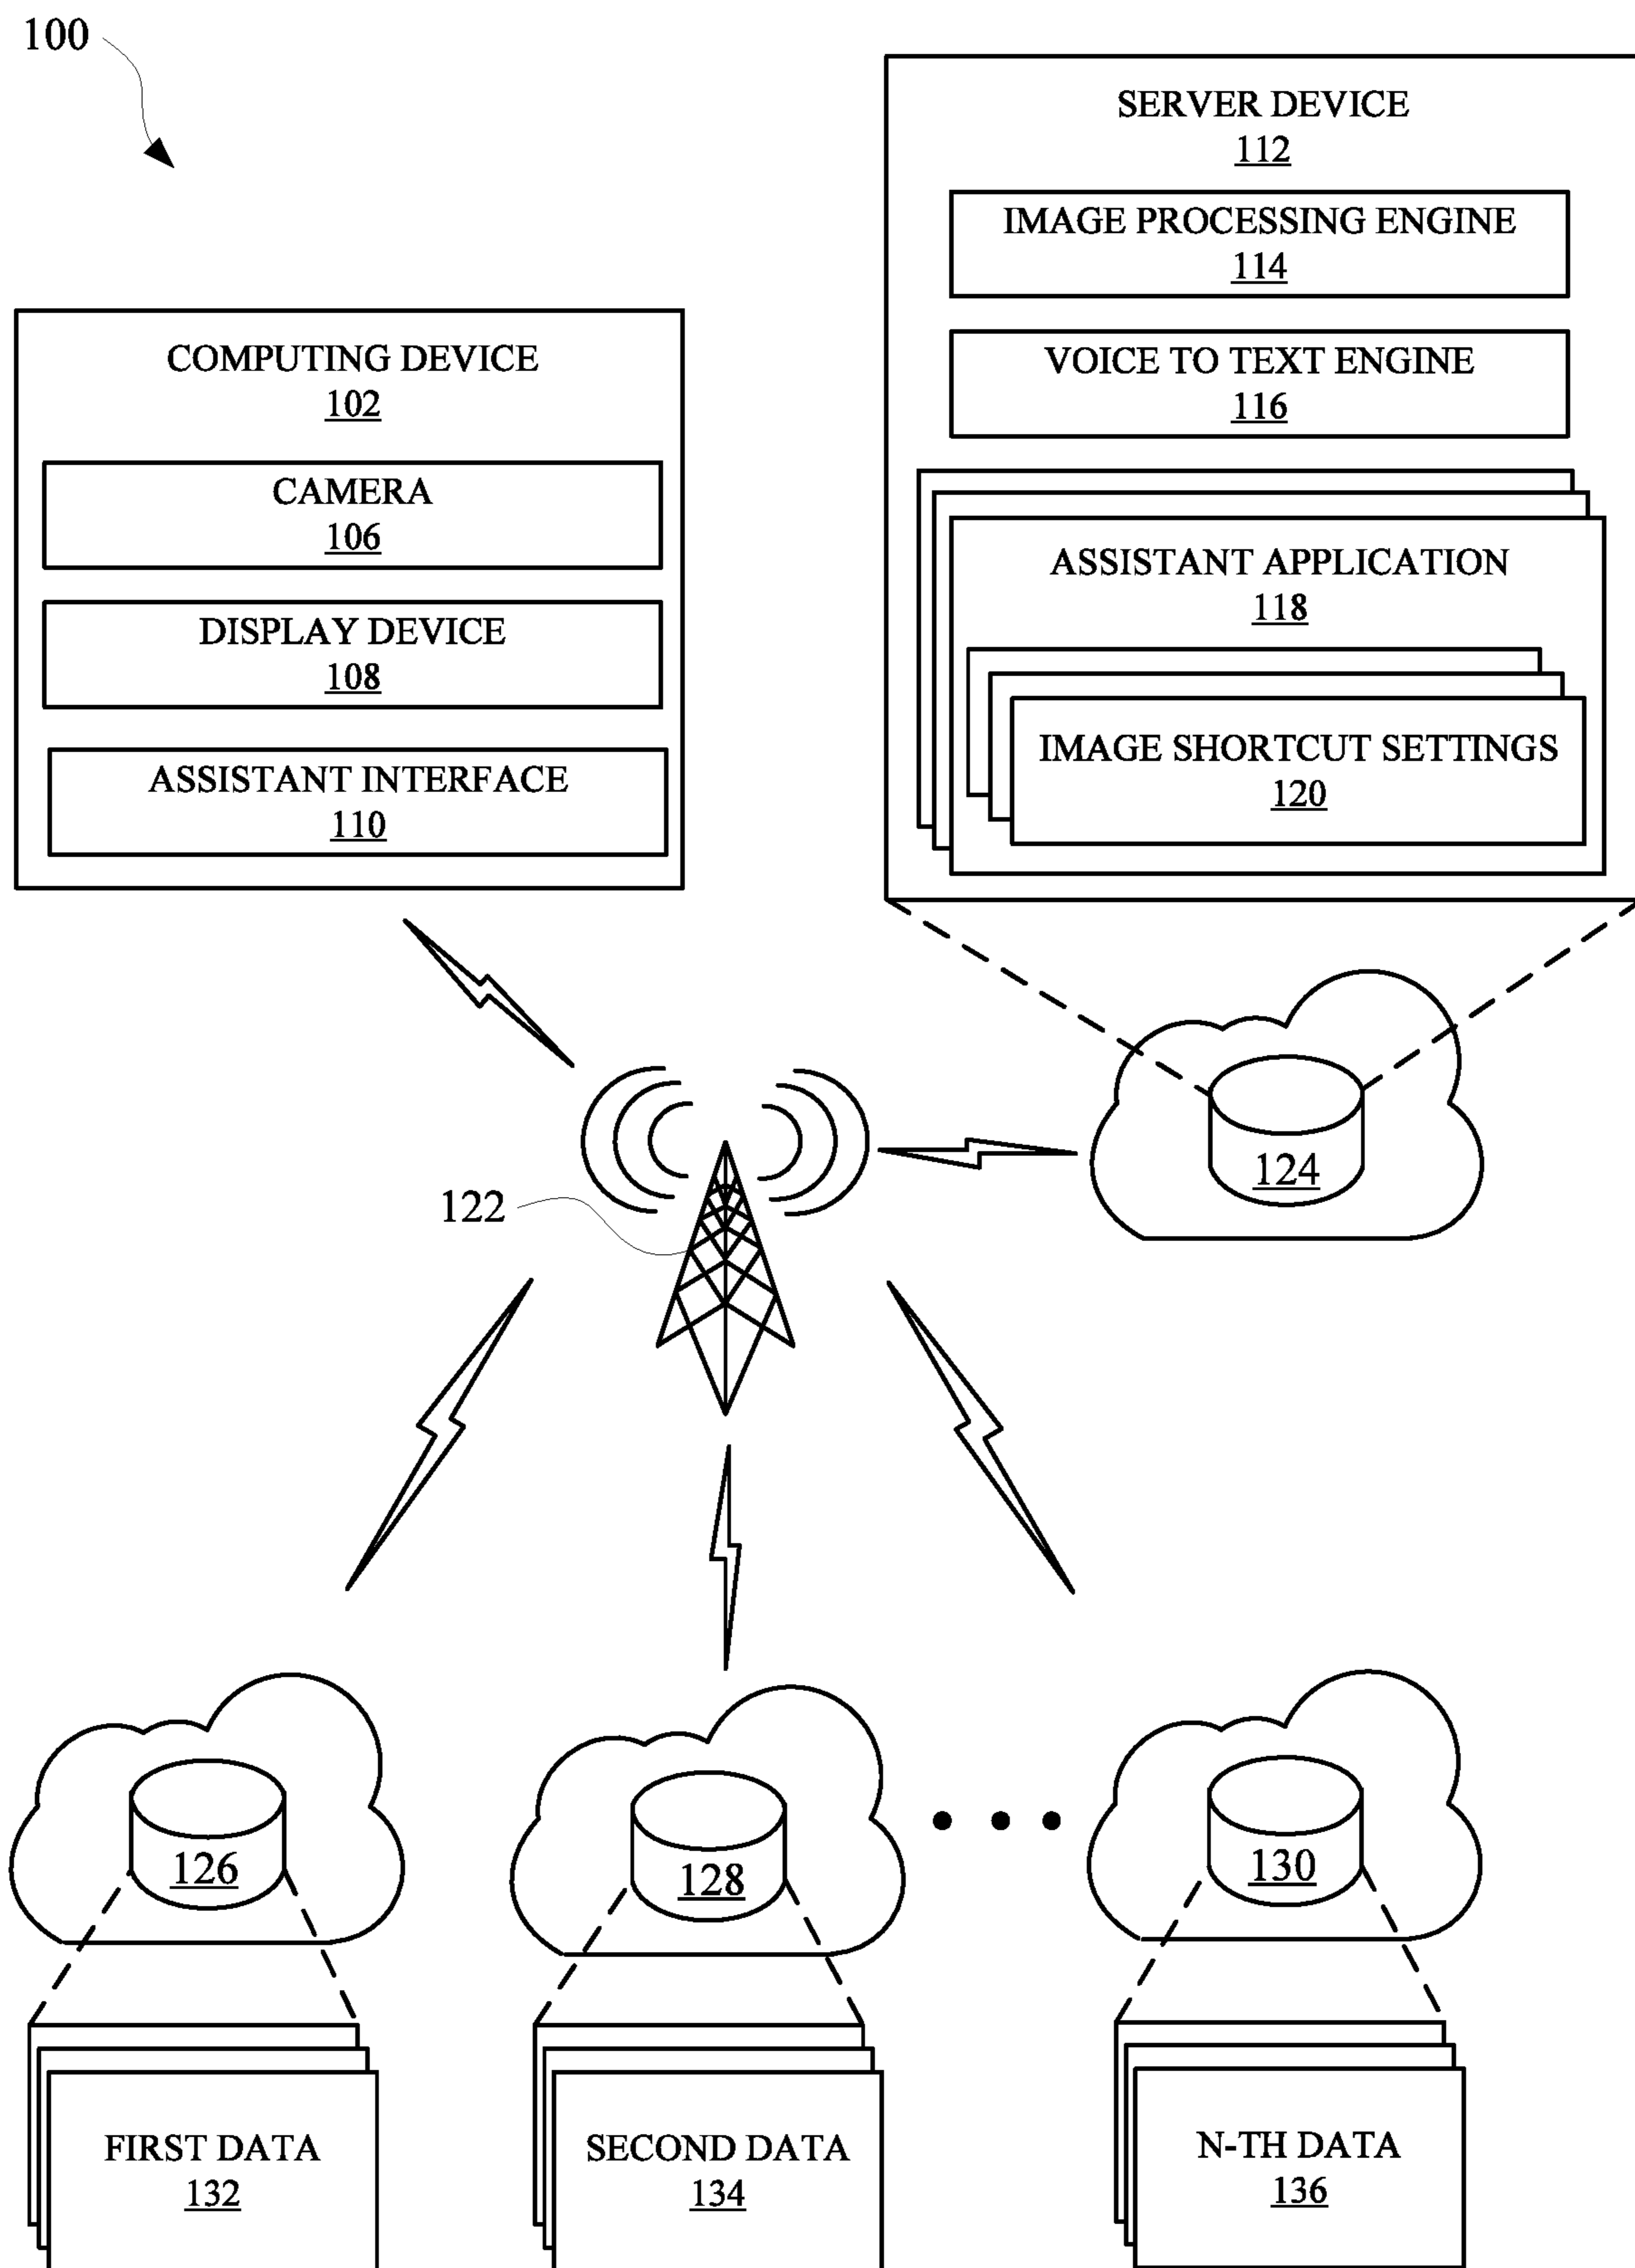 100
SERVER DEVICE
112
IMAGE PROCESSING ENGINE
114
VOICE TO TEXT ENGINE
116
ASSISTANT APPLICATION
118
IMAGE SHORTCUT SETTINGS
120
COMPUTING DEVICE
102
CAMERA
106
DISPLAY DEVICE
108
ASSISTANT INTERFACE
110
124
122
126
128
130
FIRST DATA
132
SECOND DATA
134
N-TH DATA
136